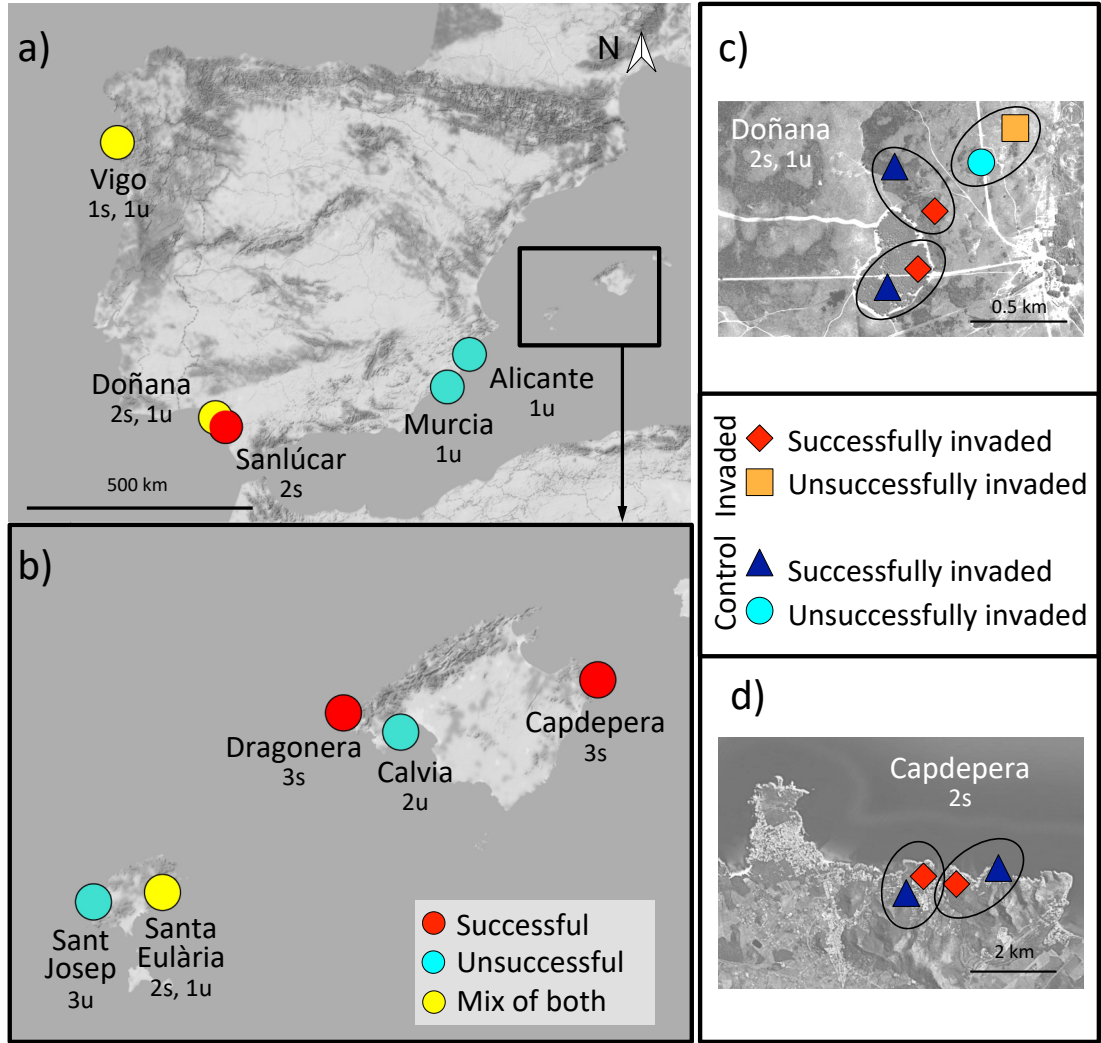 a)
N
Vigo
1s, 1u
Doñana
2s, 1u
Sanlúcar
2s
Alicante
1u
Murcia
1u
500 km
b)
Dragonera
3s
Calvia
2u
Capdepera
3s
Sant
Josep
3u
Santa
Eulària
2s, 1u
Successful
Unsuccessful
Mix of both
c)
Doñana
2s, 1u
0.5 km
Invaded
Successfully invaded
Unsuccessfully invaded
Control
Successfully invaded
Unsuccessfully invaded
d)
Capdepera
2s
2 km